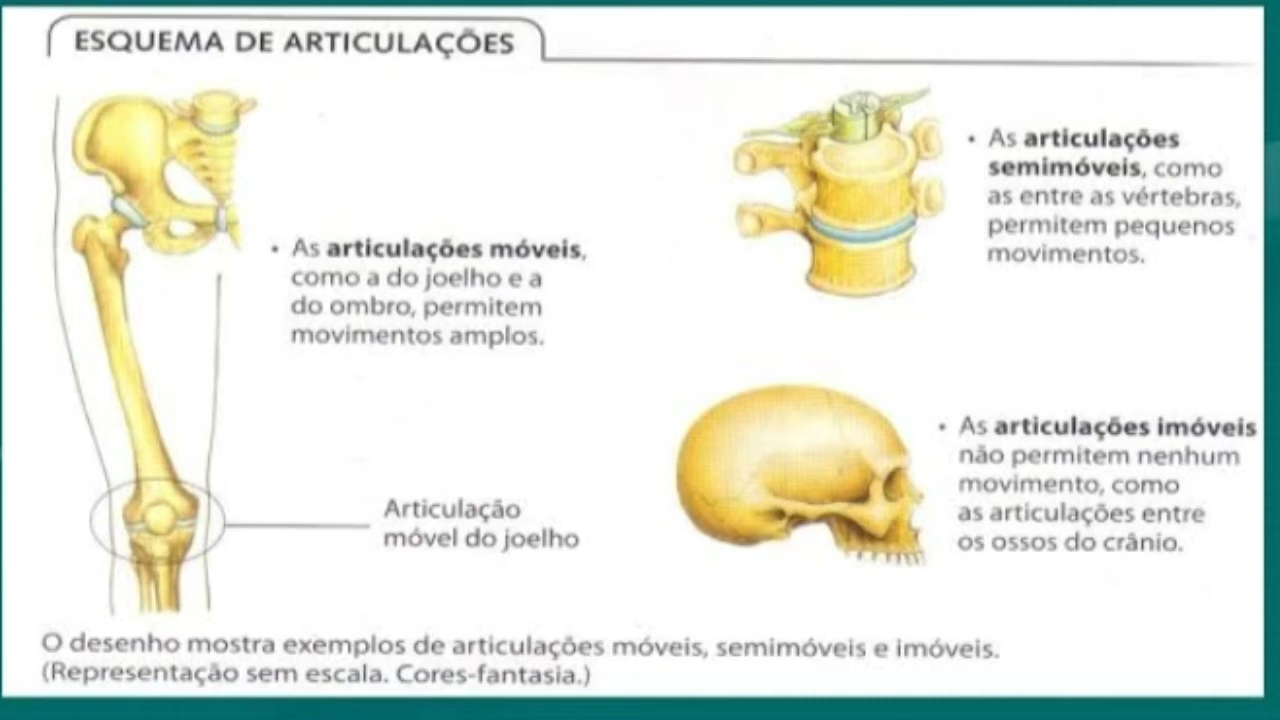 ESQUEMA DE ARTICULAÇÕES
• As articulações móveis,
como a do joelho e a
do ombro, permitem
movimentos amplos.
Articulação
móvel do joelho
• As articulações
semimóveis, como
as entre as vértebras,
permitem pequenos
movimentos.
• As articulações imóveis
não permitem nenhum
movimento, como
as articulações entre
os ossos do crânio.
O desenho mostra exemplos de articulações móveis, semimóveis e imóveis.
(Representação sem escala. Cores-fantasia.)